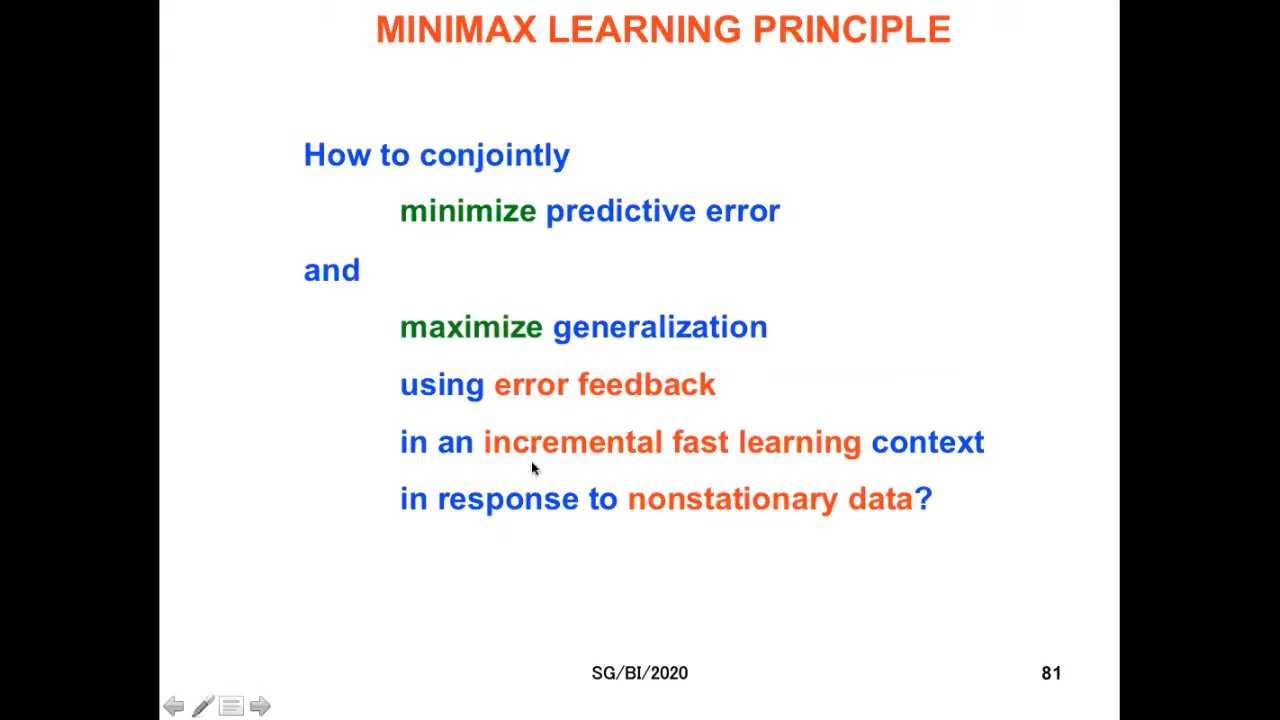 MINIMAX LEARNING PRINCIPLE
How to conjointly
minimize predictive error
and
maximize generalization
using error feedback
in an incremental fast learning context
in response to nonstationary data?
SG/BI/2020
81